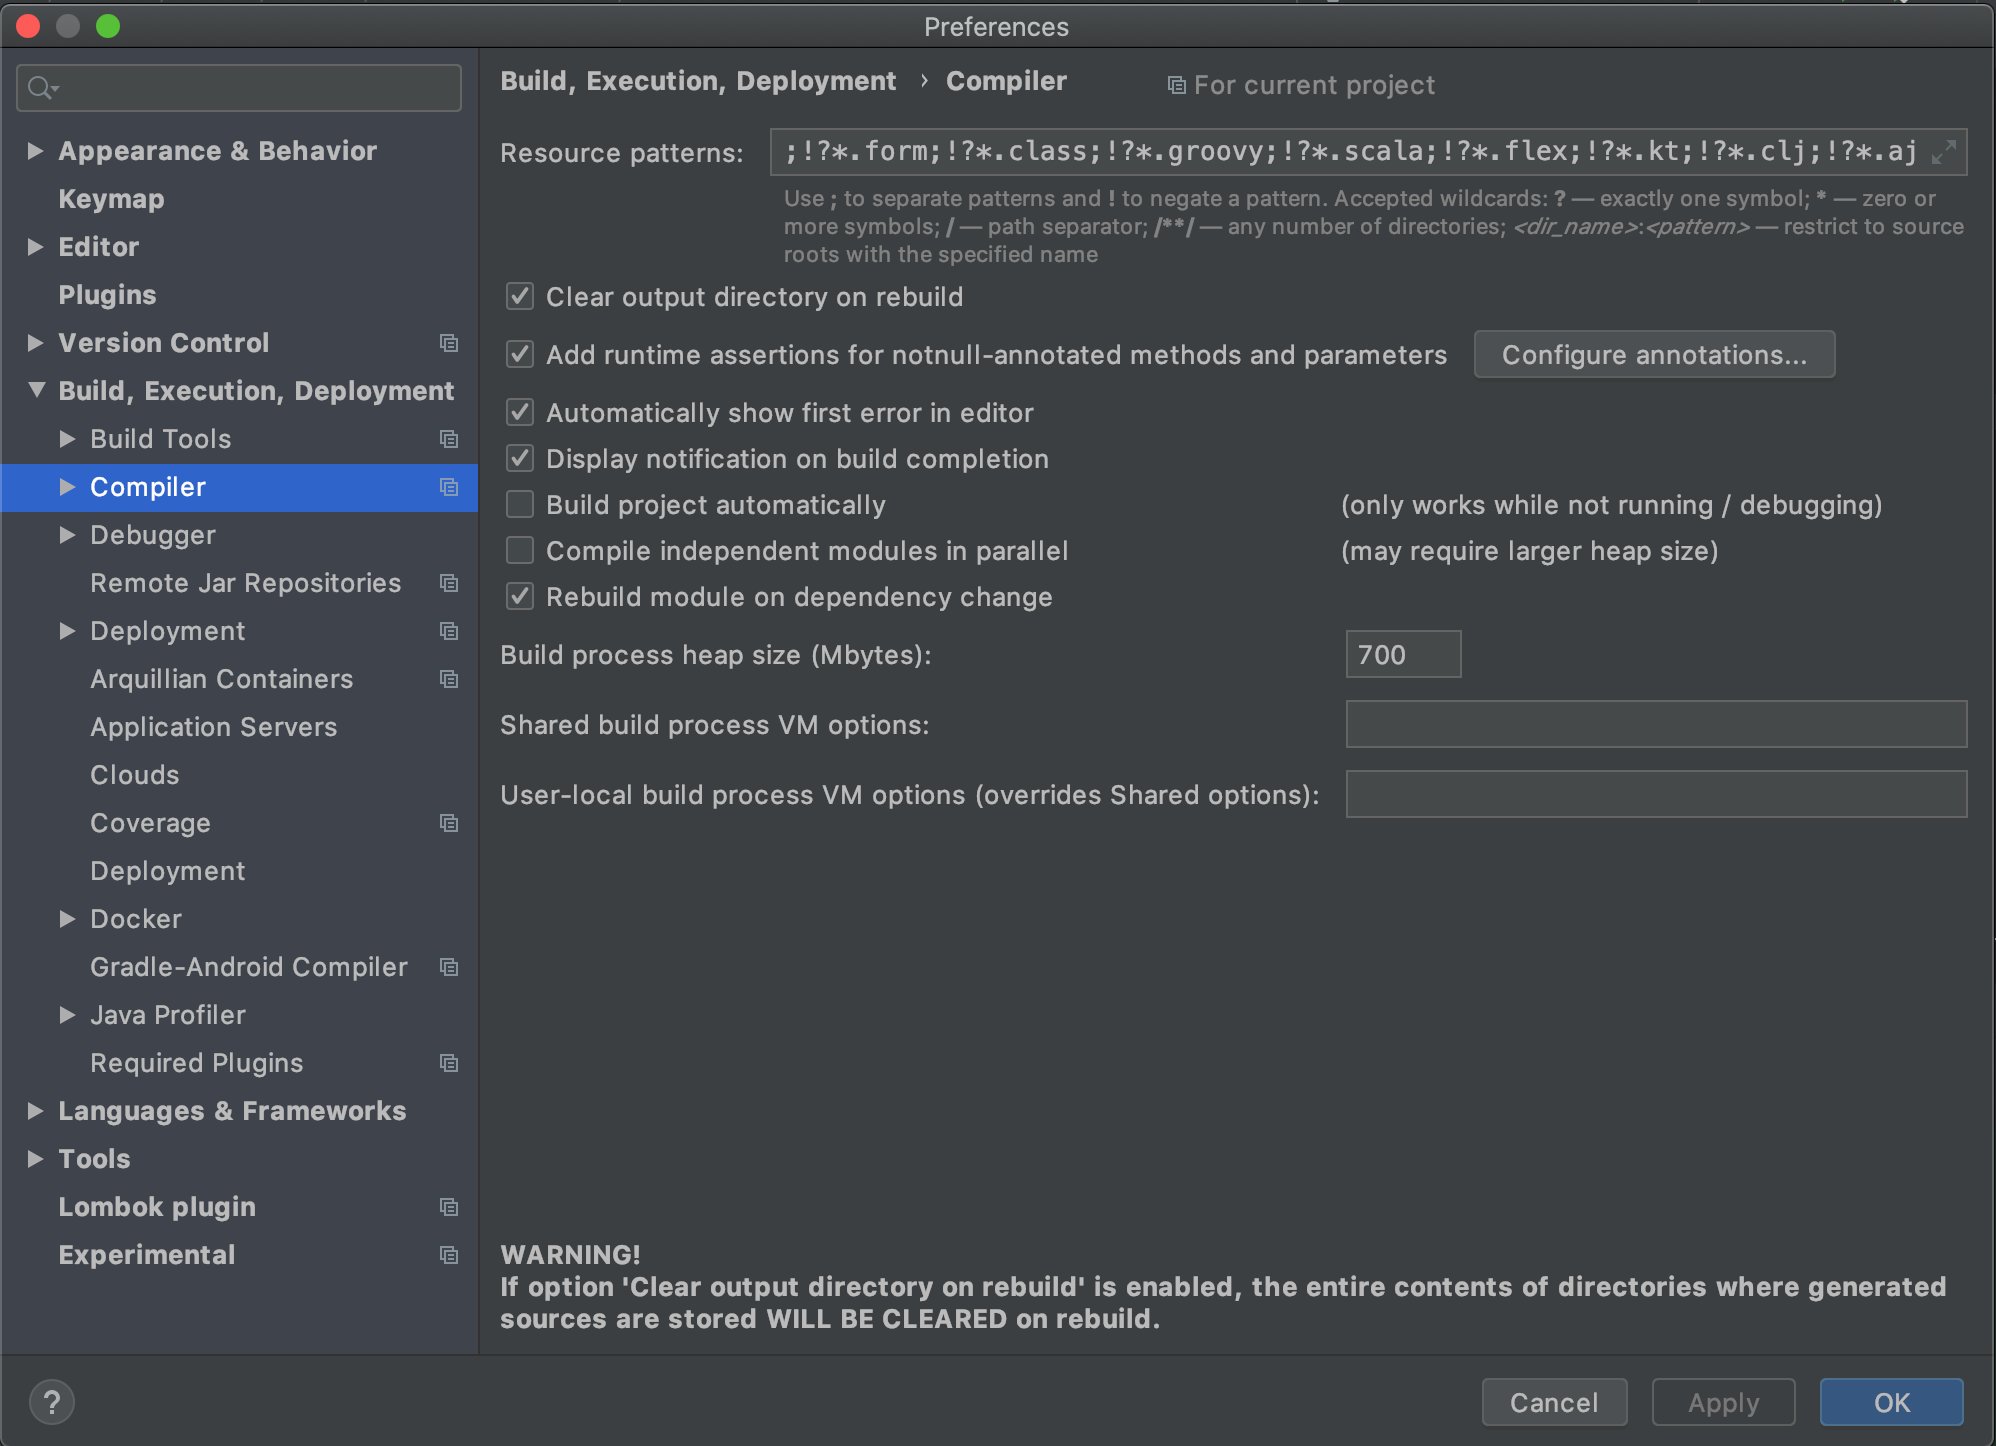 Preferences
Build, Execution, Deployment › Compiler
For current project
Appearance & Behavior
Keymap
Editor
Plugins
Version Control
Build, Execution, Deployment
Build Tools
Compiler
Debugger
Remote Jar Repositories
Deployment
Arquillian Containers
Application Servers
Clouds
Coverage
Deployment
Docker
Gradle-Android Compiler
Java Profiler
Required Plugins
Languages & Frameworks
Tools
Lombok plugin
Experimental
Resource patterns: ;!?*.form;!?*.class;!?*.groovy;!?*.scala;!?*.flex;!?*.kt;!?*.clj;!?*.aj
Use ; to separate patterns and ! to negate a pattern. Accepted wildcards: ? — exactly one symbol; * — zero or
more symbols; / — path separator; /**/ — any number of directories; <dir_name>:<pattern> — restrict to source
roots with the specified name
Clear output directory on rebuild
Add runtime assertions for notnull-annotated methods and parameters Configure annotations...
Automatically show first error in editor
Display notification on build completion
Build project automatically (only works while not running / debugging)
Compile independent modules in parallel (may require larger heap size)
Rebuild module on dependency change
Build process heap size (Mbytes): 700
Shared build process VM options:
User-local build process VM options (overrides Shared options):
WARNING!
If option 'Clear output directory on rebuild' is enabled, the entire contents of directories where generated
sources are stored WILL BE CLEARED on rebuild.
? Cancel Apply OK